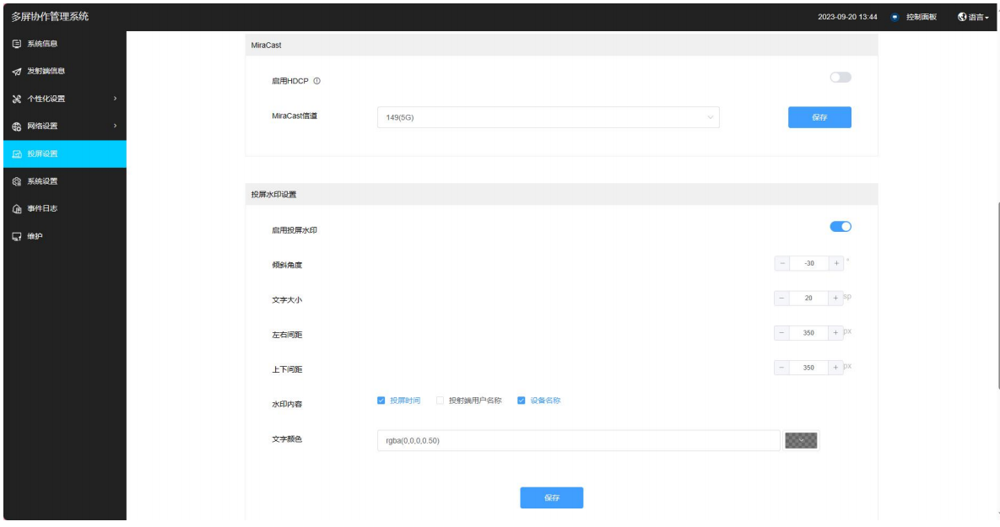 多屏协作管理系统
2023-09-20 13:44 控制面板 语言
系统信息
发射端信息
个性化设置
网络设置
投屏设置
系统设置
事件日志
维护
MiraCast
启用HDCP
MiraCast信道 149(5G) 保存
投屏水印设置
启用投屏水印
倾斜角度 - -30 + °
文字大小 - 20 + sp
左右间距 - 350 + px
上下间距 - 350 + px
水印内容 投屏时间 投射端用户名称 设备名称
文字颜色 rgba(0,0,0,0.50)
保存